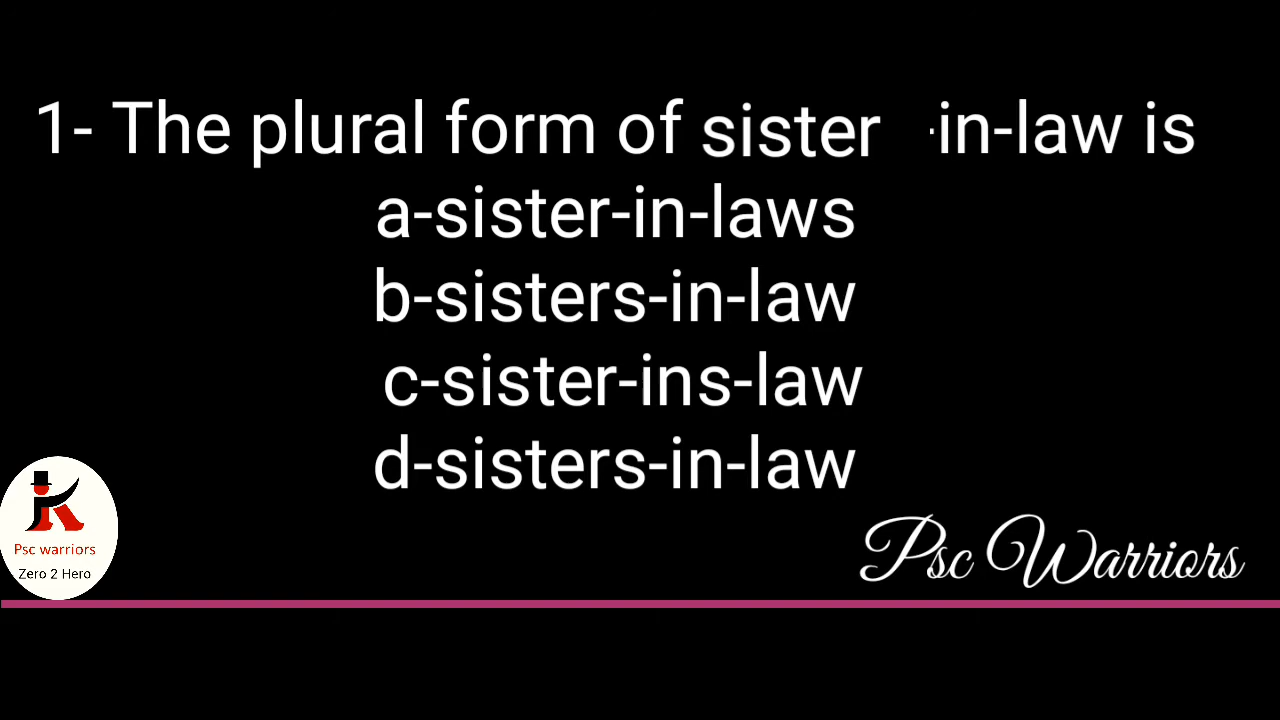 1- The plural form of sister -in-law is
a-sister-in-laws
b-sisters-in-law
c-sister-ins-law
d-sisters-in-law
Psc warriors
Zero 2 Hero
Psc Warriors